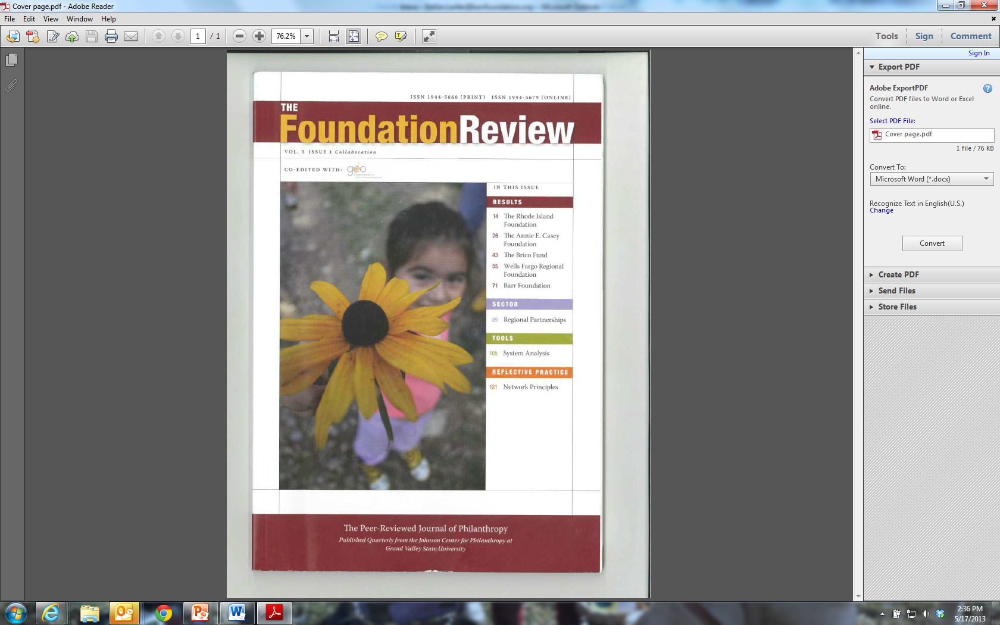 Cover page.pdf - Adobe Reader
File Edit View Window Help
1 / 1 76.2% Tools Sign Comment
Sign In
Export PDF
Adobe ExportPDF
Convert PDF files to Word or Excel
online.
Select PDF File:
Cover page.pdf
1 file / 76 KB
Convert To:
Microsoft Word (*.docx)
Recognize Text in English(U.S.)
Change
Convert
Create PDF
Send Files
Store Files
ISSN 1944-5660 (PRINT) ISSN 1944-5679 (ONLINE)
THE
FoundationReview
VOL. 5 ISSUE 1 Collaboration
CO-EDITED WITH: geo
IN THIS ISSUE
RESULTS
14 The Rhode Island
Foundation
26 The Annie E. Casey
Foundation
43 The Brico Fund
55 Wells Fargo Regional
Foundation
71 Barr Foundation
SECTOR
89 Regional Partnerships
TOOLS
105 System Analysis
REFLECTIVE PRACTICE
121 Network Principles
The Peer-Reviewed Journal of Philanthropy
Published Quarterly from the Johnson Center for Philanthropy at
Grand Valley State University
2:36 PM
5/17/2013